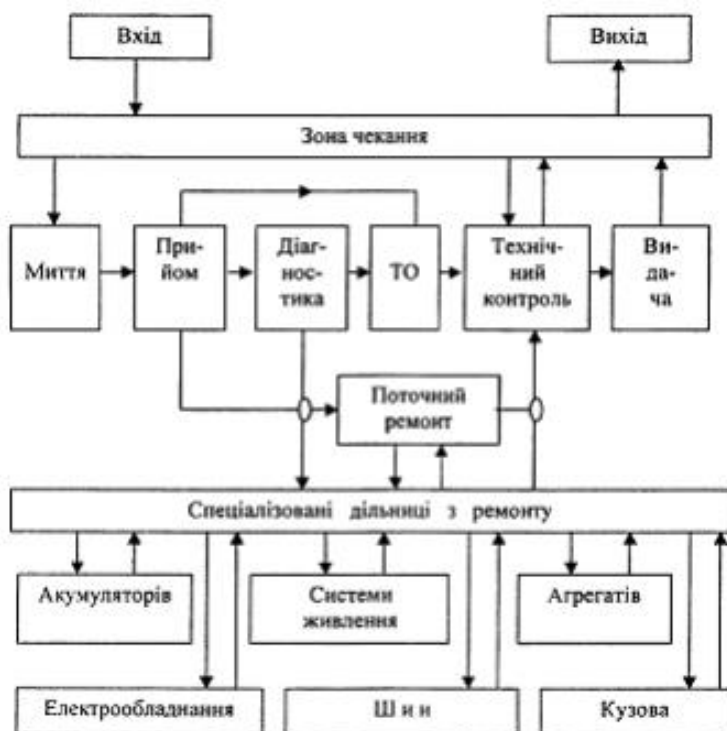 Вхід
Вихід
Зона чекання
Миття
При-
йом
Діаг-
нос-
тика
ТО
Техніч-
ний
контроль
Ви-
да-
ча
Поточний
ремонт
Спеціалізовані дільниці з ремонту
Акумуляторів
Системи
живлення
Агрегатів
Електрообладнання
Ш и н
Кузова